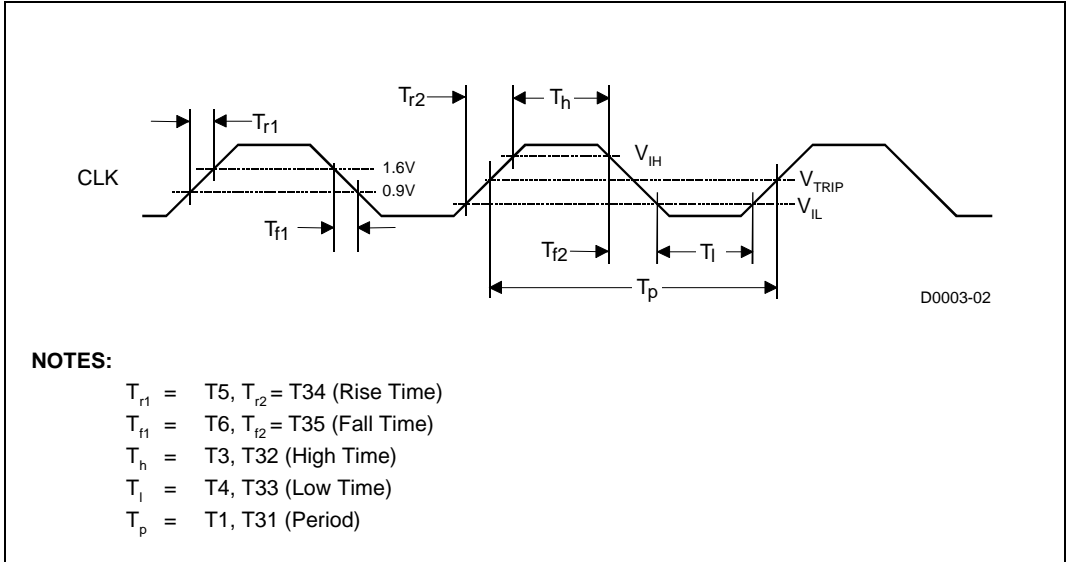 Tr2
Th
Tr1
VIH
1.6V
CLK
VTRIP
0.9V
VIL
Tf1
Tf2
Tl
Tp
D0003-02
NOTES:
Tr1 = T5, Tr2 = T34 (Rise Time)
Tf1 = T6, Tf2 = T35 (Fall Time)
Th = T3, T32 (High Time)
Tl = T4, T33 (Low Time)
Tp = T1, T31 (Period)